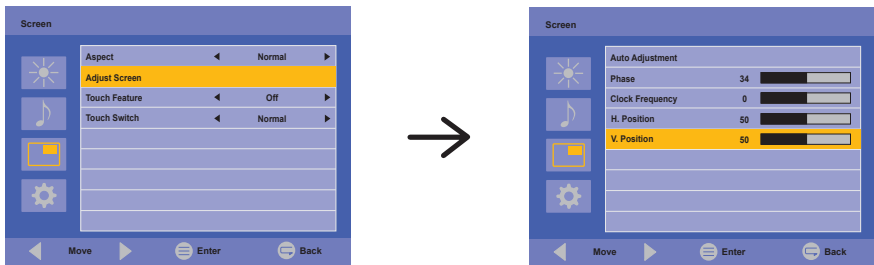 Screen
Aspect Normal
Adjust Screen
Touch Feature Off
Touch Switch Normal
Move Enter Back
Screen
Auto Adjustment
Phase 34
Clock Frequency 0
H. Position 50
V. Position 50
Move Enter Back